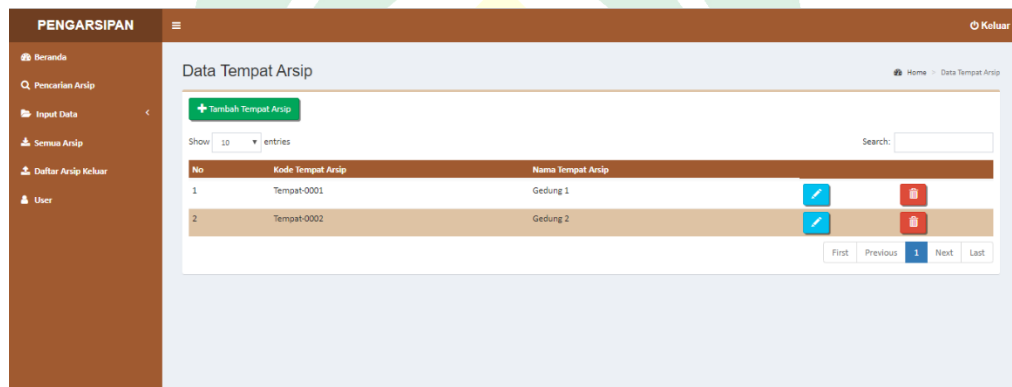 PENGARSIPAN
Keluar
Beranda
Pencarian Arsip
Input Data
Semua Arsip
Daftar Arsip Keluar
User
Data Tempat Arsip
Home > Data Tempat Arsip
Tambah Tempat Arsip
Show 10 entries
Search:
No Kode Tempat Arsip Nama Tempat Arsip
1 Tempat-0001 Gedung 1
2 Tempat-0002 Gedung 2
First Previous 1 Next Last